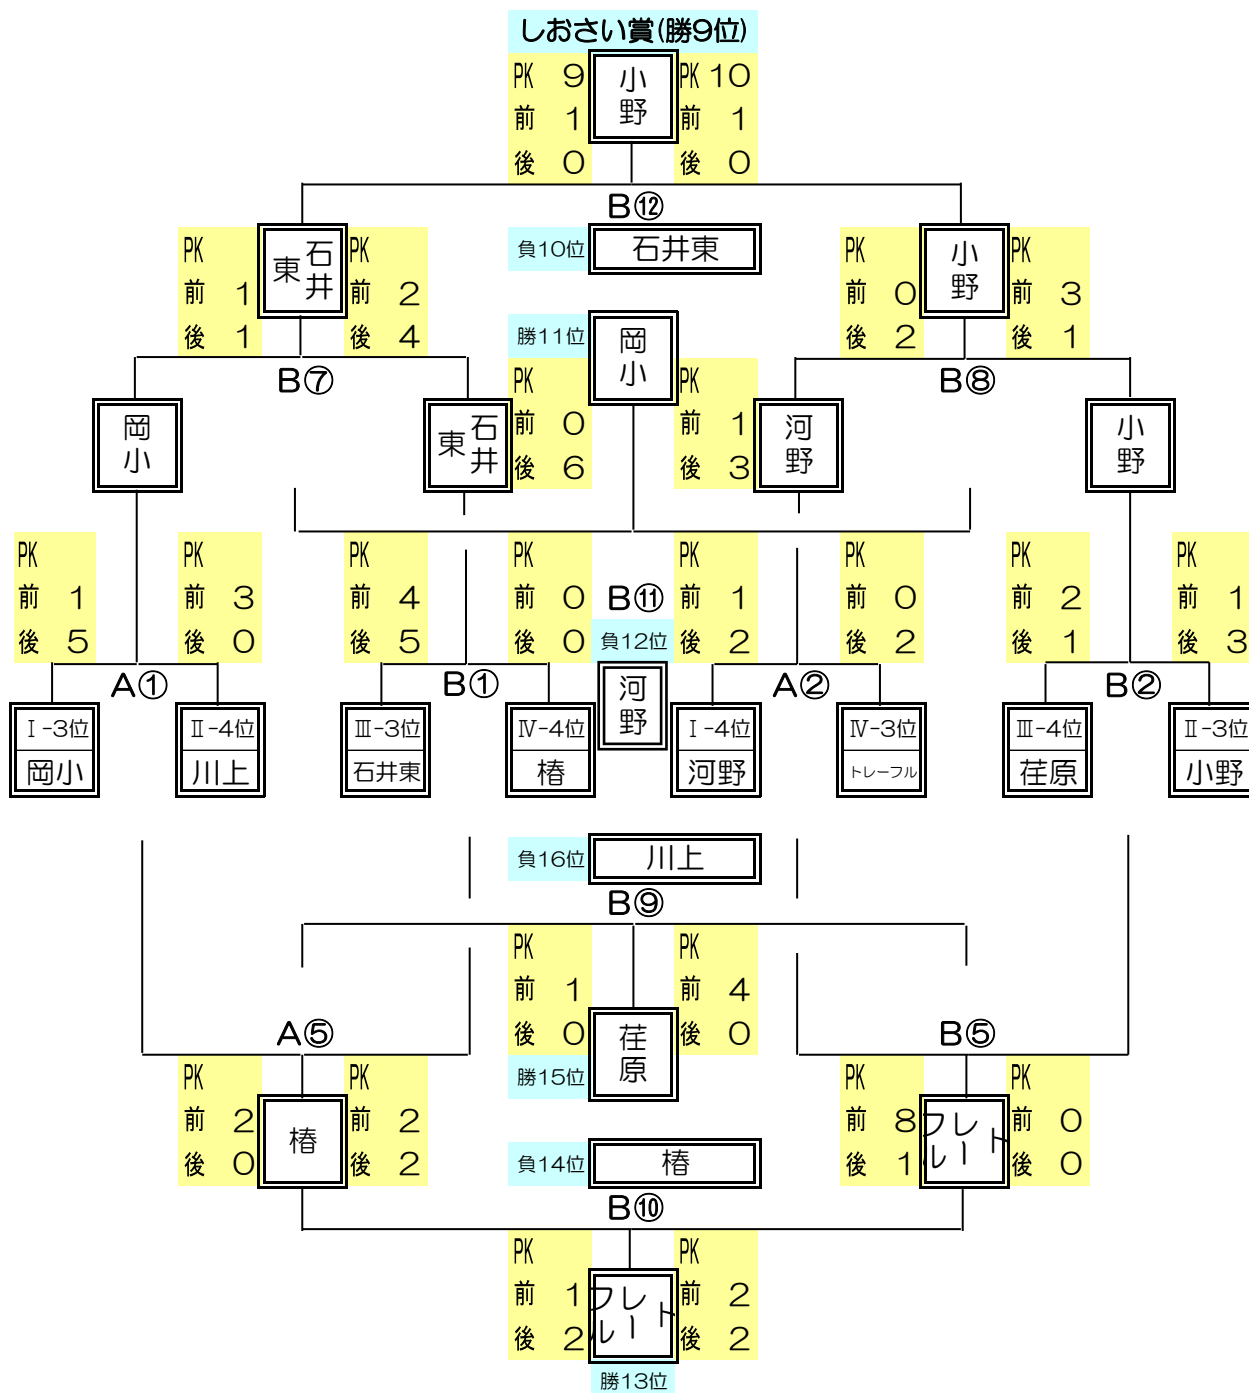 しおさい賞(勝9位)
PK 9 小野 PK 10
前 1 前 1
後 0 後 0
B⑫
負10位 石井東
PK 石井東 PK
前 1 前 2
後 1 後 4
PK 小野 PK
前 0 前 3
後 2 後 1
勝11位 岡小
B⑦
B⑧
PK PK
前 0 前 1
後 6 後 3
岡小 石井東 河野 小野
PK PK PK PK PK PK PK PK
前 1 前 3 前 4 前 0 B⑪ 前 1 前 0 前 2 前 1
後 5 後 0 後 5 後 0 負12位 後 2 後 2 後 1 後 3
A① B① 河野 A② B②
Ⅰ-3位 Ⅱ-4位 Ⅲ-3位 Ⅳ-4位 Ⅰ-4位 Ⅳ-3位 Ⅲ-4位 Ⅱ-3位
岡小 川上 石井東 椿 河野 トレーフル 荏原 小野
負16位 川上
B⑨
PK PK
前 1 前 4
後 0 荏原 後 0
勝15位
A⑤ B⑤
PK PK PK PK
前 2 椿 前 2 前 8 トレーフル 前 0
後 0 後 2 後 1 後 0
負14位 椿
B⑩
PK PK
前 1 トレーフル 前 2
後 2 後 2
勝13位